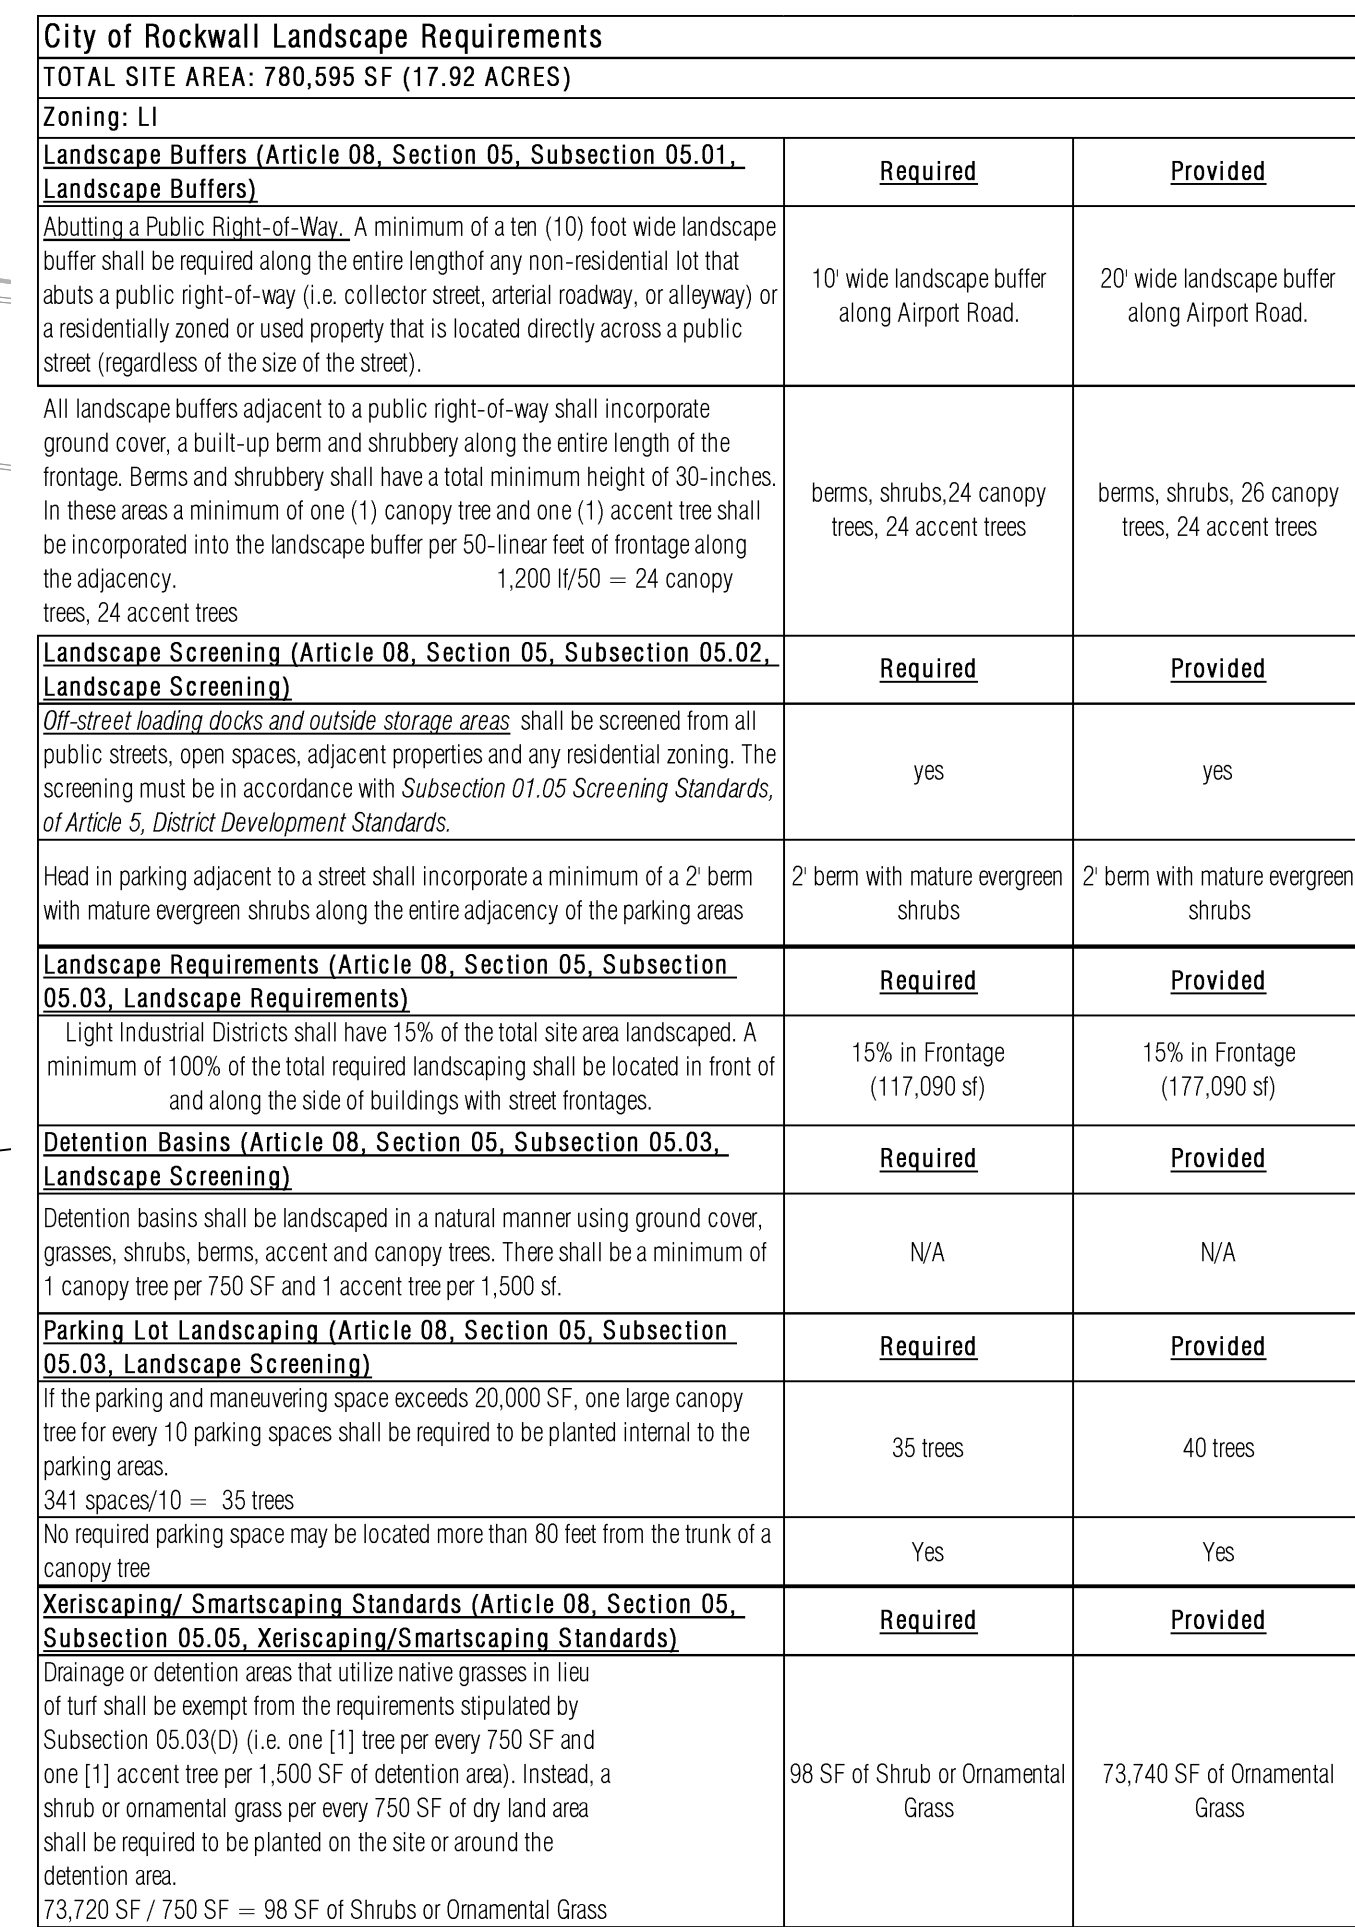 City of Rockwall Landscape Requirements
TOTAL SITE AREA: 780,595 SF (17.92 ACRES)
Zoning: LI
Landscape Buffers (Article 08, Section 05, Subsection 05.01,
Landscape Buffers)
Required
Provided
Abutting a Public Right-of-Way. A minimum of a ten (10) foot wide landscape
buffer shall be required along the entire lengthof any non-residential lot that
abuts a public right-of-way (i.e. collector street, arterial roadway, or alleyway) or
a residentially zoned or used property that is located directly across a public
street (regardless of the size of the street).
10' wide landscape buffer
along Airport Road.
20' wide landscape buffer
along Airport Road.
All landscape buffers adjacent to a public right-of-way shall incorporate
ground cover, a built-up berm and shrubbery along the entire length of the
frontage. Berms and shrubbery shall have a total minimum height of 30-inches.
In these areas a minimum of one (1) canopy tree and one (1) accent tree shall
be incorporated into the landscape buffer per 50-linear feet of frontage along
the adjacency. 1,200 lf/50 = 24 canopy
trees, 24 accent trees
berms, shrubs,24 canopy
trees, 24 accent trees
berms, shrubs, 26 canopy
trees, 24 accent trees
Landscape Screening (Article 08, Section 05, Subsection 05.02,
Landscape Screening)
Required
Provided
Off-street loading docks and outside storage areas shall be screened from all
public streets, open spaces, adjacent properties and any residential zoning. The
screening must be in accordance with Subsection 01.05 Screening Standards,
of Article 5, District Development Standards.
yes
yes
Head in parking adjacent to a street shall incorporate a minimum of a 2' berm
with mature evergreen shrubs along the entire adjacency of the parking areas
2' berm with mature evergreen
shrubs
2' berm with mature evergreen
shrubs
Landscape Requirements (Article 08, Section 05, Subsection
05.03, Landscape Requirements)
Required
Provided
Light Industrial Districts shall have 15% of the total site area landscaped. A
minimum of 100% of the total required landscaping shall be located in front of
and along the side of buildings with street frontages.
15% in Frontage
(117,090 sf)
15% in Frontage
(177,090 sf)
Detention Basins (Article 08, Section 05, Subsection 05.03,
Landscape Screening)
Required
Provided
Detention basins shall be landscaped in a natural manner using ground cover,
grasses, shrubs, berms, accent and canopy trees. There shall be a minimum of
1 canopy tree per 750 SF and 1 accent tree per 1,500 sf.
N/A
N/A
Parking Lot Landscaping (Article 08, Section 05, Subsection
05.03, Landscape Screening)
Required
Provided
If the parking and maneuvering space exceeds 20,000 SF, one large canopy
tree for every 10 parking spaces shall be required to be planted internal to the
parking areas.
341 spaces/10 = 35 trees
35 trees
40 trees
No required parking space may be located more than 80 feet from the trunk of a
canopy tree
Yes
Yes
Xeriscaping/ Smartscaping Standards (Article 08, Section 05,
Subsection 05.05, Xeriscaping/Smartscaping Standards)
Required
Provided
Drainage or detention areas that utilize native grasses in lieu
of turf shall be exempt from the requirements stipulated by
Subsection 05.03(D) (i.e. one [1] tree per every 750 SF and
one [1] accent tree per 1,500 SF of detention area). Instead, a
shrub or ornamental grass per every 750 SF of dry land area
shall be required to be planted on the site or around the
detention area.
73,720 SF / 750 SF = 98 SF of Shrubs or Ornamental Grass
98 SF of Shrub or Ornamental
Grass
73,740 SF of Ornamental
Grass